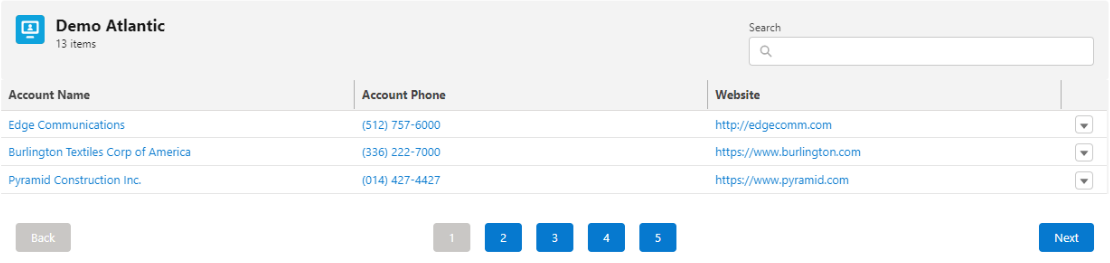 Demo Atlantic
13 items
Search
Account Name Account Phone Website
Edge Communications (512) 757-6000 http://edgecomm.com
Burlington Textiles Corp of America (336) 222-7000 https://www.burlington.com
Pyramid Construction Inc. (014) 427-4427 https://www.pyramid.com
Back 1 2 3 4 5 Next